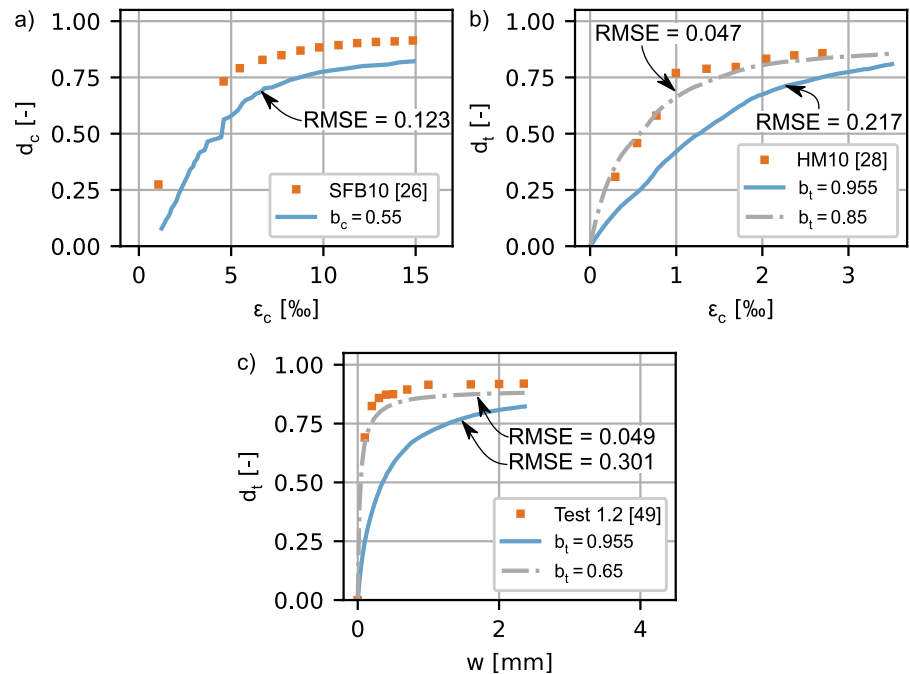 a)
1.00
0.75
0.50
0.25
0.00
d_c [-]
RMSE = 0.123
SFB10 [26]
b_c = 0.55
0
5
10
15
ε_c [‰]
b)
1.00
0.75
0.50
0.25
0.00
d_t [-]
RMSE = 0.047
RMSE = 0.217
HM10 [28]
b_t = 0.955
b_t = 0.85
0
1
2
3
ε_c [‰]
c)
1.00
0.75
0.50
0.25
0.00
d_t [-]
RMSE = 0.049
RMSE = 0.301
Test 1.2 [49]
b_t = 0.955
b_t = 0.65
0
2
4
w [mm]